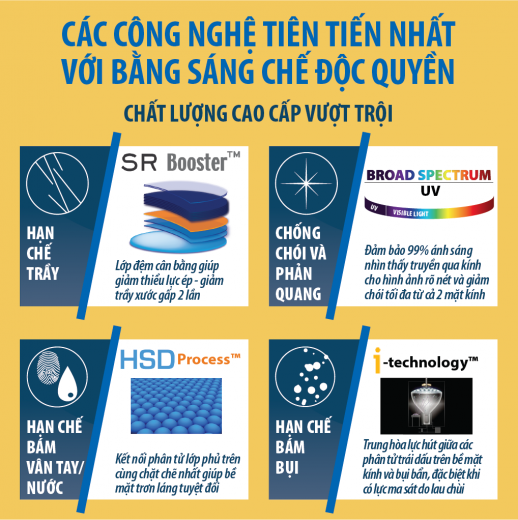 CÁC CÔNG NGHỆ TIÊN TIẾN NHẤT
VỚI BẰNG SÁNG CHẾ ĐỘC QUYỀN
CHẤT LƯỢNG CAO CẤP VƯỢT TRỘI
HẠN
CHẾ
TRẦY
SR Booster™
Lớp đệm cân bằng giúp
giảm thiểu lực ép - giảm
trầy xước gấp 2 lần
CHỐNG
CHÓI VÀ
PHẢN
QUANG
BROAD SPECTRUM
UV
UV VISIBLE LIGHT
Đảm bảo 99% ánh sáng
nhìn thấy truyền qua kính
cho hình ảnh rõ nét và giảm
chói tối đa từ cả 2 mặt kính
HẠN CHẾ
BẮM
VÂN TAY/
NƯỚC
HSD Process™
Kết nối phân tử lớp phủ trên
cùng chặt chẽ nhất giúp bề
mặt trơn láng tuyệt đối
HẠN CHẾ
BẮM
BỤI
i-technology™
Trung hòa lực hút giữa các
phân tử trái dấu trên bề mặt
kính và bụi bẩn, đặc biệt khi
có lực ma sát do lau chùi